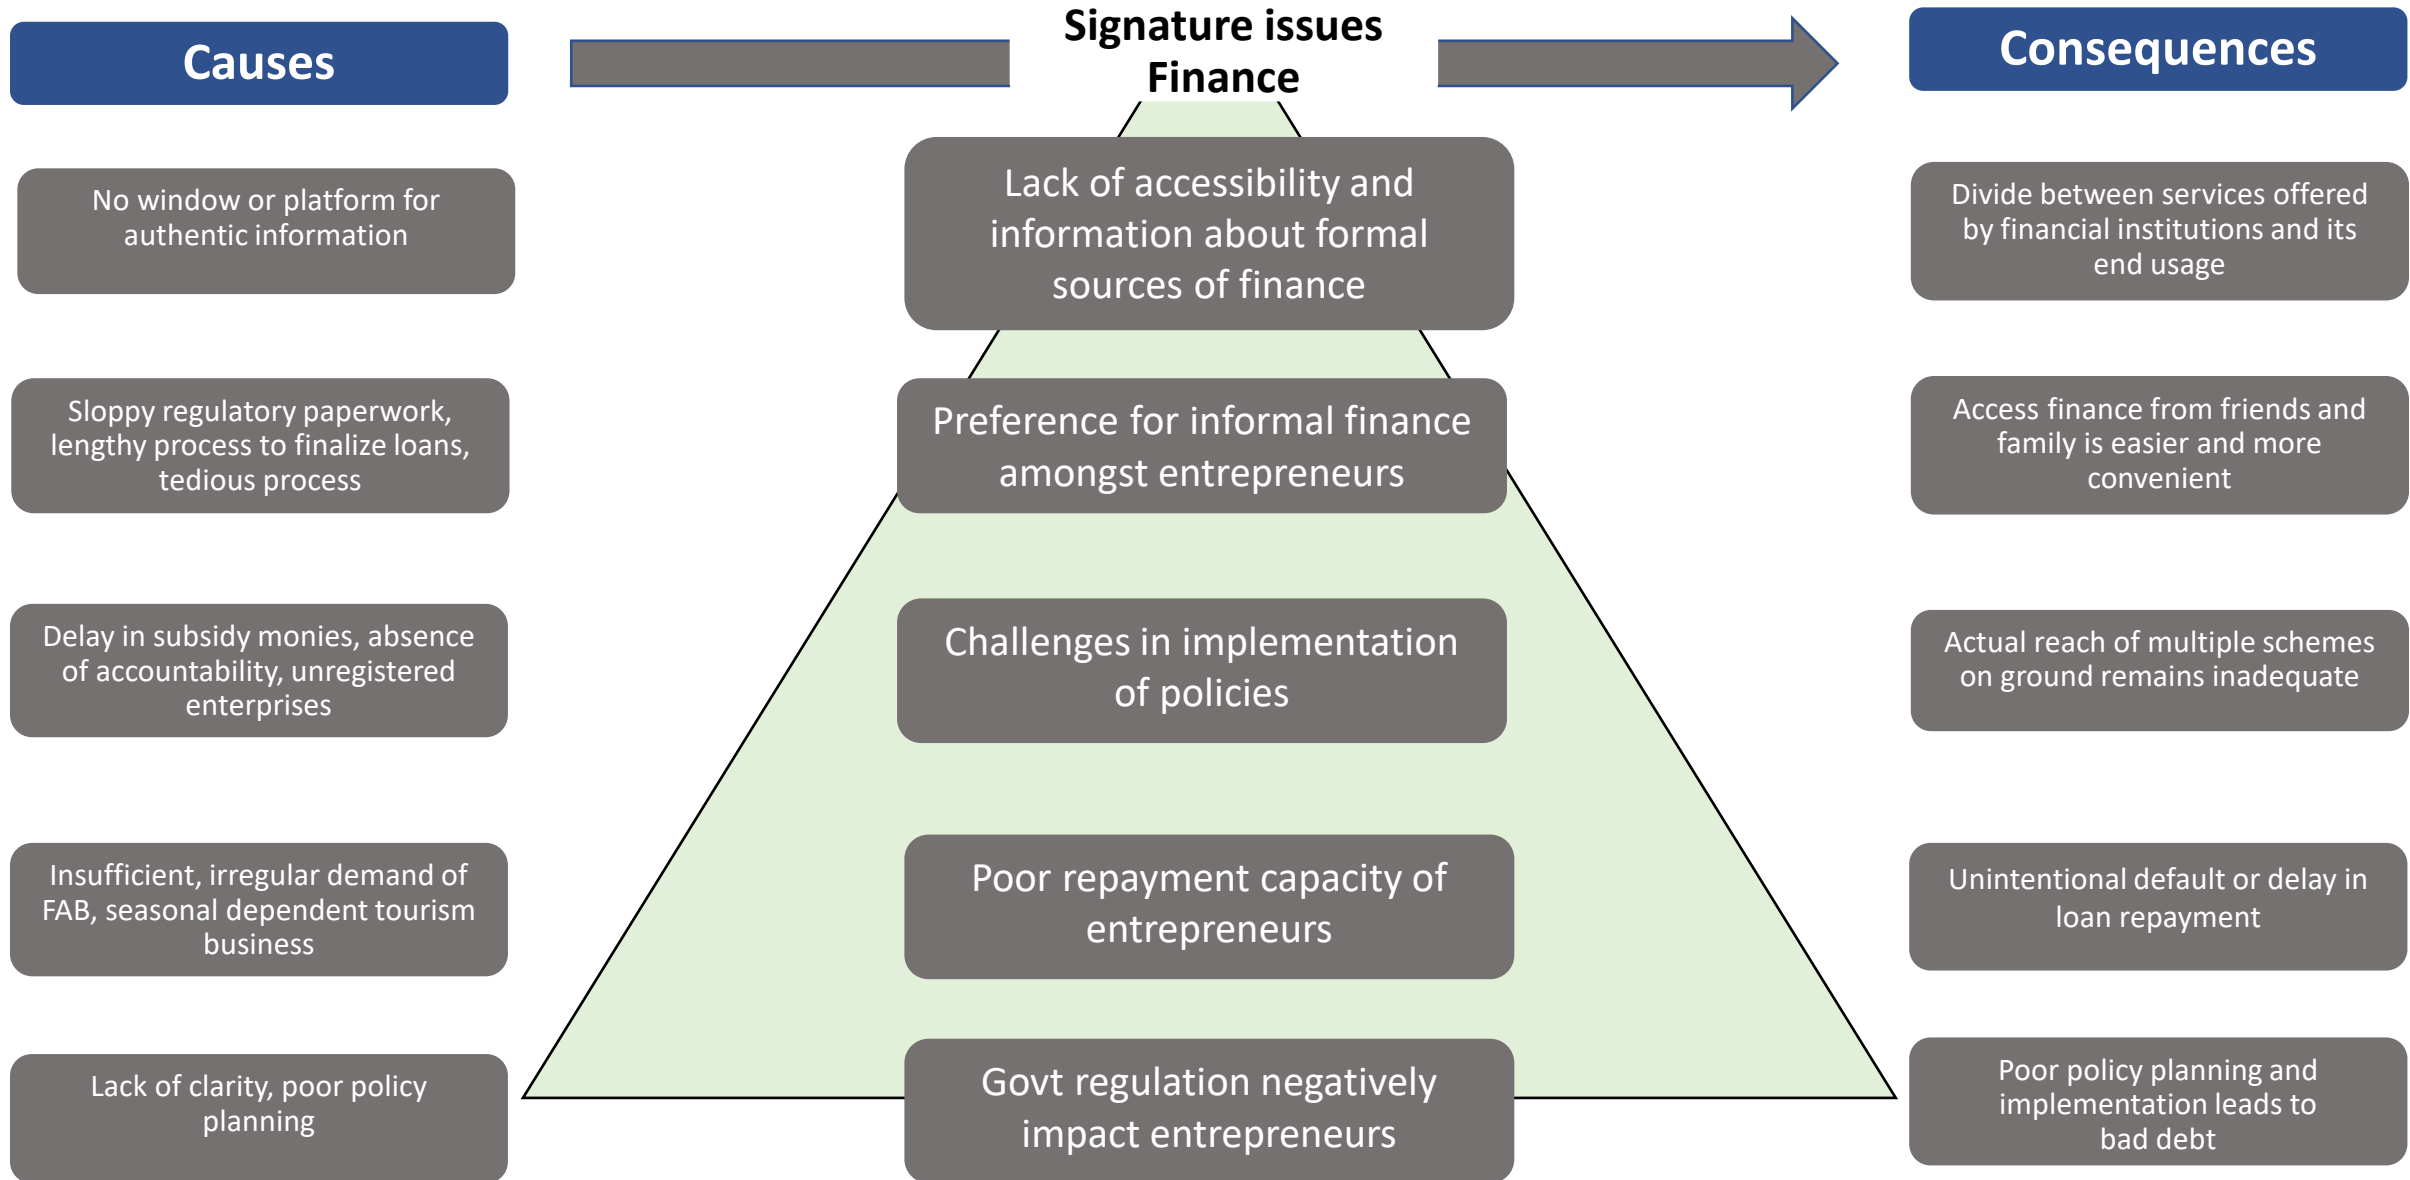 Causes
Signature issues
Finance
Consequences
No window or platform for
authentic information
Lack of accessibility and
information about formal
sources of finance
Divide between services offered
by financial institutions and its
end usage
Sloppy regulatory paperwork,
lengthy process to finalize loans,
tedious process
Preference for informal finance
amongst entrepreneurs
Access finance from friends and
family is easier and more
convenient
Delay in subsidy monies, absence
of accountability, unregistered
enterprises
Challenges in implementation
of policies
Actual reach of multiple schemes
on ground remains inadequate
Insufficient, irregular demand of
FAB, seasonal dependent tourism
business
Poor repayment capacity of
entrepreneurs
Unintentional default or delay in
loan repayment
Lack of clarity, poor policy
planning
Govt regulation negatively
impact entrepreneurs
Poor policy planning and
implementation leads to
bad debt